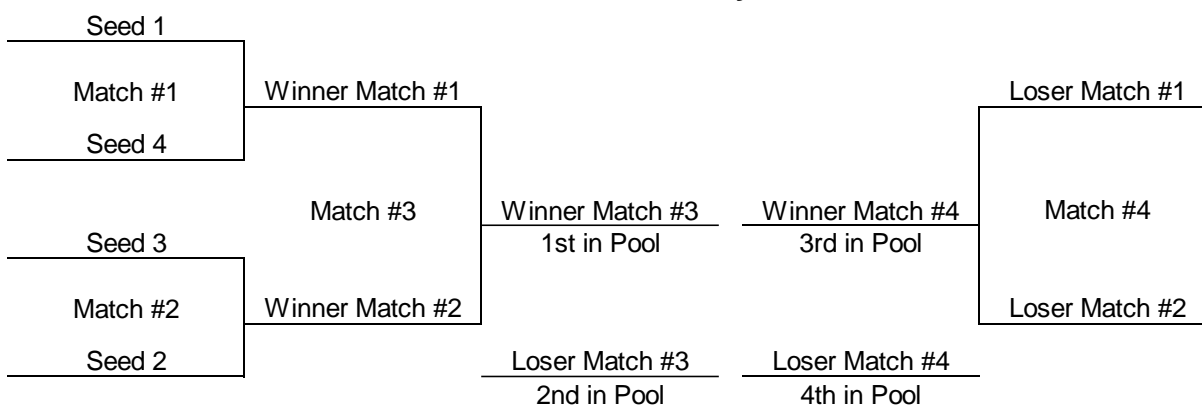 Seed 1
Match #1
Winner Match #1
Loser Match #1
Seed 4
Match #3
Winner Match #3
Winner Match #4
Match #4
Seed 3
1st in Pool
3rd in Pool
Match #2
Winner Match #2
Loser Match #2
Seed 2
Loser Match #3
Loser Match #4
2nd in Pool
4th in Pool